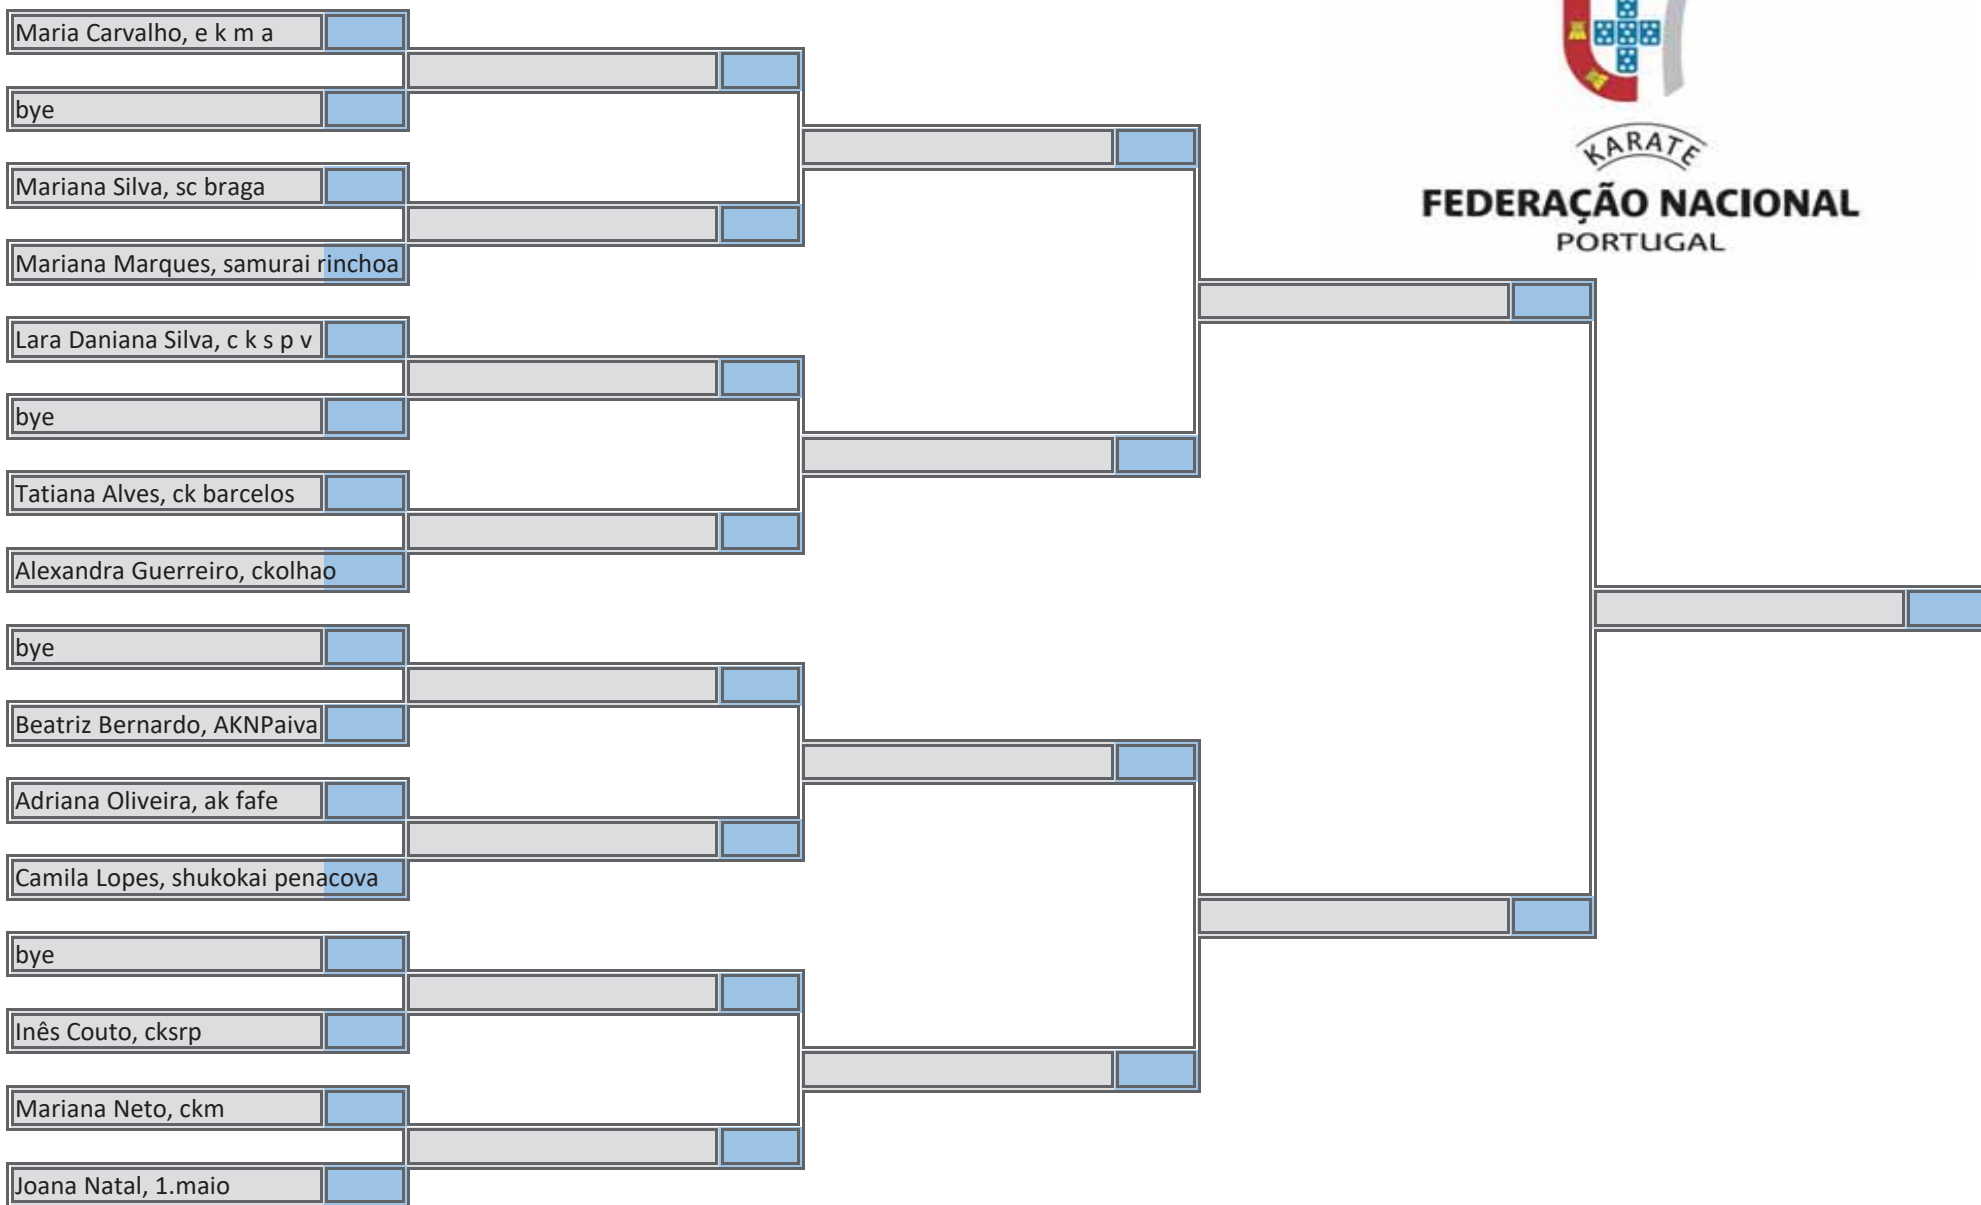 Maria Carvalho, e k m a
bye
Mariana Silva, sc braga
Mariana Marques, samurai rinchoa
Lara Daniana Silva, c k s p v
bye
Tatiana Alves, ck barcelos
Alexandra Guerreiro, ckolhao
bye
Beatriz Bernardo, AKNPaiva
Adriana Oliveira, ak fafe
Camila Lopes, shukokai penacova
bye
Inês Couto, cksrp
Mariana Neto, ckm
Joana Natal, 1.maio
KARATE
FEDERAÇÃO NACIONAL
PORTUGAL